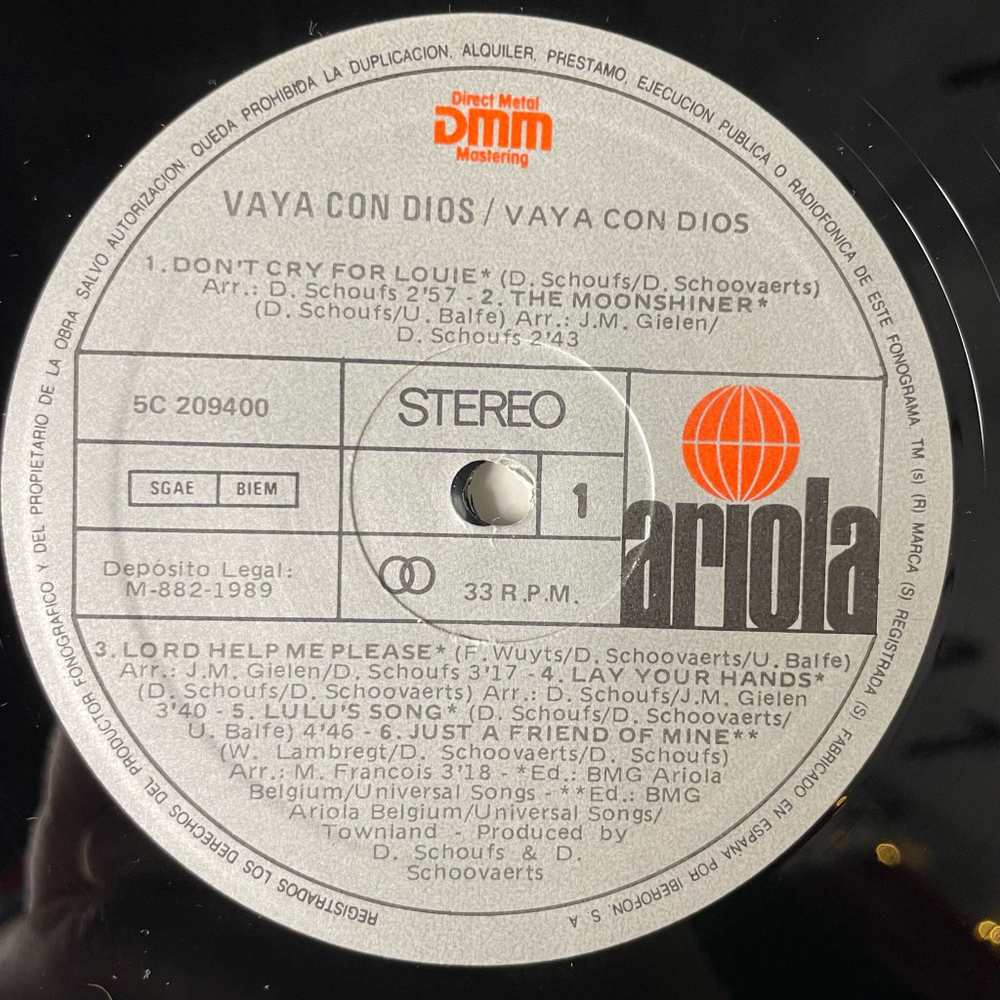 REGISTRADOS LOS DERECHOS DEL PRODUCTOR FONOGRAFICO Y DEL PROPIETARIO DE LA OBRA SALVO AUTORIZACION, QUEDA PROHIBIDA LA DUPLICACION, ALQUILER, PRESTAMO, EJECUCION PUBLICA O RADIOFONICA DE ESTE FONOGRAMA. TM (s) (R) MARCA (S) REGISTRADA (S). FABRICADO EN ESPAÑA POR IBEROFON, S. A
Direct Metal
DMM
Mastering
VAYA CON DIOS / VAYA CON DIOS
1. DON'T CRY FOR LOUIE* (D. Schoufs/D. Schoovaerts)
Arr.: D. Schoufs 2'57 - 2. THE MOONSHINER*
(D. Schoufs/U. Balfe) Arr.: J.M. Gielen/
D. Schoufs 2'43
5C 209400
STEREO
SGAE BIEM
1
ariola
Depósito Legal:
M-882-1989
33 R.P.M.
3. LORD HELP ME PLEASE* (F. Wuyts/D. Schoovaerts/U. Balfe)
Arr.: J.M. Gielen/D. Schoufs 3'17 - 4. LAY YOUR HANDS*
(D. Schoufs/D. Schoovaerts) Arr.: D. Schoufs/J.M. Gielen
3'40 - 5. LULU'S SONG* (D. Schoufs/D. Schoovaerts/
U. Balfe) 4'46 - 6. JUST A FRIEND OF MINE**
(W. Lambregt/D. Schoovaerts/D. Schoufs)
Arr.: M. Francois 3'18 - *Ed.: BMG Ariola
Belgium/Universal Songs - **Ed.: BMG
Ariola Belgium/Universal Songs/
Townland - Produced by
D. Schoufs & D.
Schoovaerts